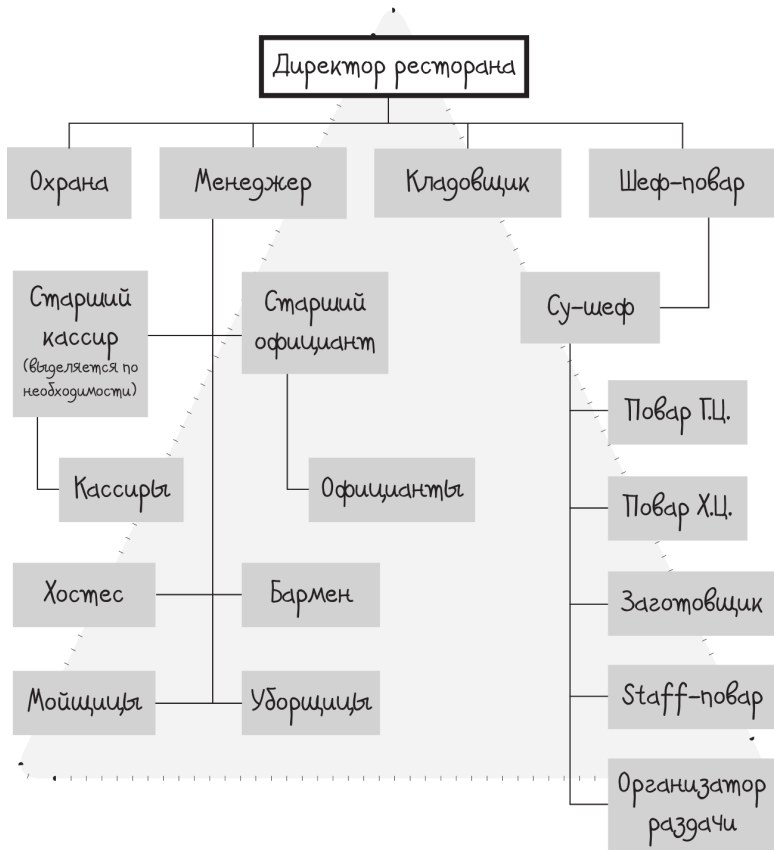 Директор ресторана
Охрана
Менеджер
Кладовщик
Шеф-повар
Старший
кассир
(выделяется по
необходимости)
Старший
официант
Су-шеф
Повар Г.Ц.
Кассиры
Официанты
Повар Х.Ц.
Хостес
Бармен
Заготовщик
Мойщицы
Уборщицы
Staff-повар
Организатор
раздачи